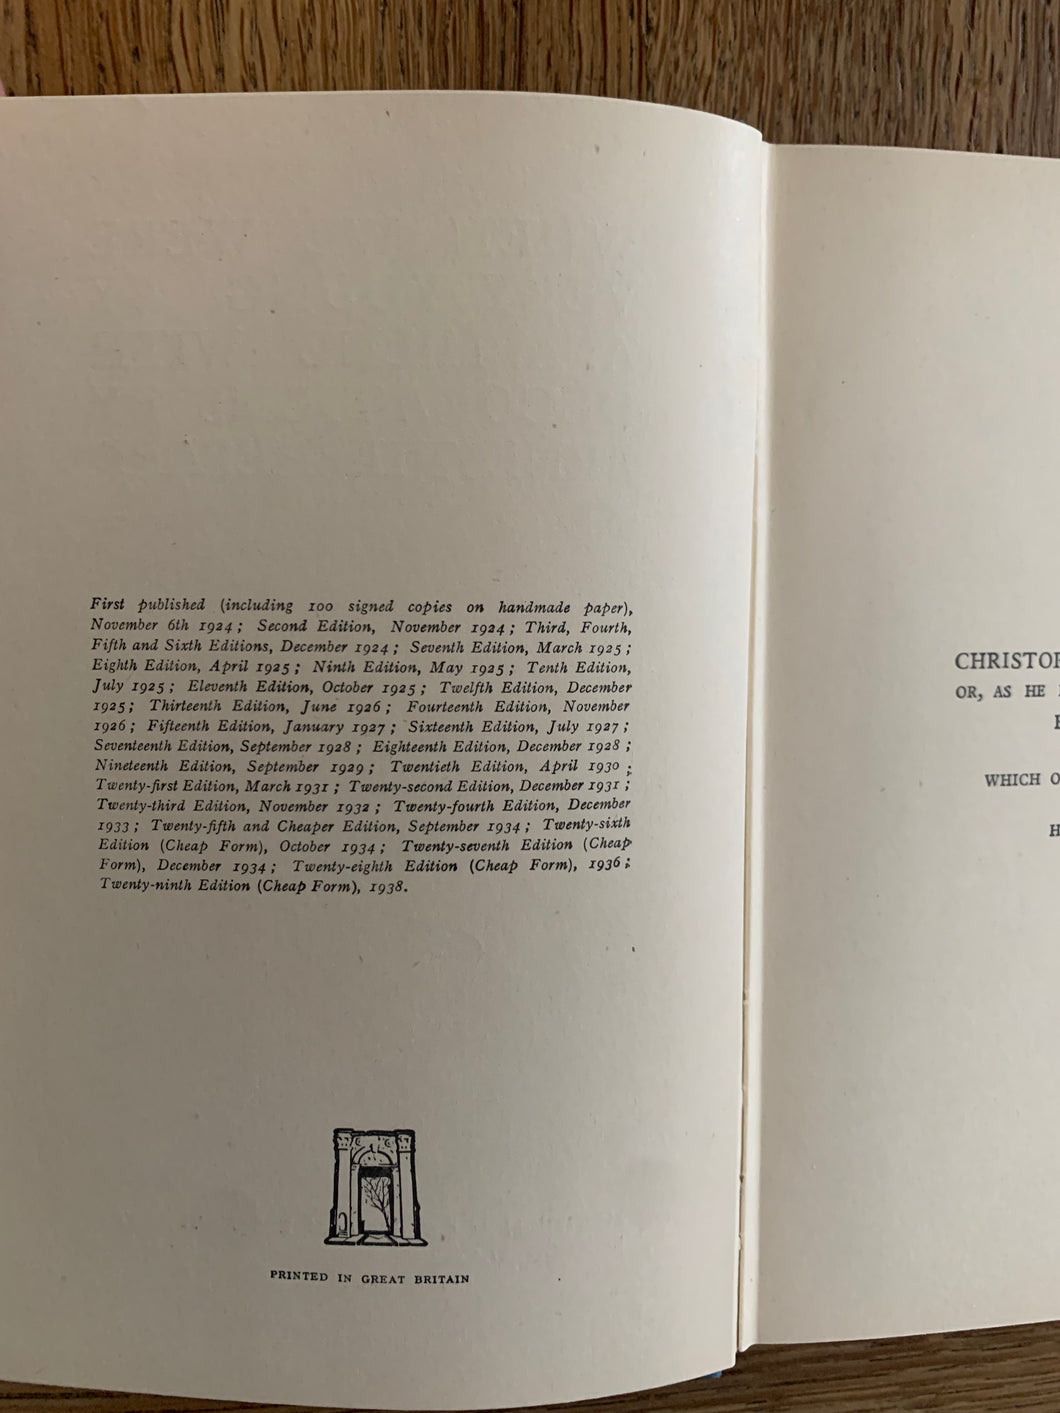 First published (including 100 signed copies on handmade paper),
November 6th 1924 ; Second Edition, November 1924 ; Third, Fourth,
Fifth and Sixth Editions, December 1924 ; Seventh Edition, March 1925 ;
Eighth Edition, April 1925 ; Ninth Edition, May 1925 ; Tenth Edition,
July 1925 ; Eleventh Edition, October 1925 ; Twelfth Edition, December
1925 ; Thirteenth Edition, June 1926 ; Fourteenth Edition, November
1926 ; Fifteenth Edition, January 1927 ; Sixteenth Edition, July 1927 ;
Seventeenth Edition, September 1928 ; Eighteenth Edition, December 1928 ;
Nineteenth Edition, September 1929 ; Twentieth Edition, April 1930 ;
Twenty-first Edition, March 1931 ; Twenty-second Edition, December 1931 ;
Twenty-third Edition, November 1932 ; Twenty-fourth Edition, December
1933 ; Twenty-fifth and Cheaper Edition, September 1934 ; Twenty-sixth
Edition (Cheap Form), October 1934 ; Twenty-seventh Edition (Cheap
Form), December 1934 ; Twenty-eighth Edition (Cheap Form), 1936 ;
Twenty-ninth Edition (Cheap Form), 1938.
PRINTED IN GREAT BRITAIN
CHRISTOP
OR, AS HE
WHICH O
H